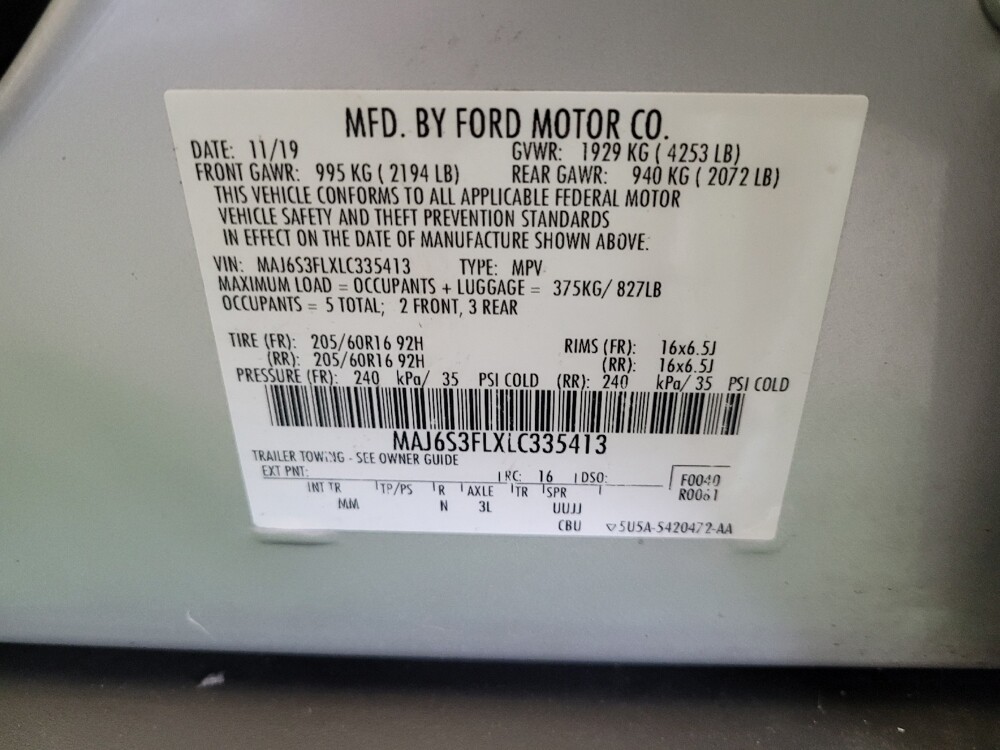 MFD. BY FORD MOTOR CO.
DATE: 11/19 GVWR: 1929 KG ( 4253 LB)
FRONT GAWR: 995 KG ( 2194 LB) REAR GAWR: 940 KG ( 2072 LB)
THIS VEHICLE CONFORMS TO ALL APPLICABLE FEDERAL MOTOR
VEHICLE SAFETY AND THEFT PREVENTION STANDARDS
IN EFFECT ON THE DATE OF MANUFACTURE SHOWN ABOVE.
VIN: MAJ6S3FLXLC335413 TYPE: MPV
MAXIMUM LOAD = OCCUPANTS + LUGGAGE = 375KG/ 827LB
OCCUPANTS = 5 TOTAL; 2 FRONT, 3 REAR
TIRE (FR): 205/60R16 92H RIMS (FR): 16x6.5J
(RR): 205/60R16 92H (RR): 16x6.5J
PRESSURE (FR): 240 kPa/ 35 PSI COLD (RR): 240 kPa/ 35 PSI COLD
MAJ6S3FLXLC335413
TRAILER TOWING - SEE OWNER GUIDE
EXT PNT: RC: 16 DSO: F0040
R0061
INT TR TP/PS R AXLE TR SPR
MM N 3L UUJJ
CBU 5U5A-5420472-AA